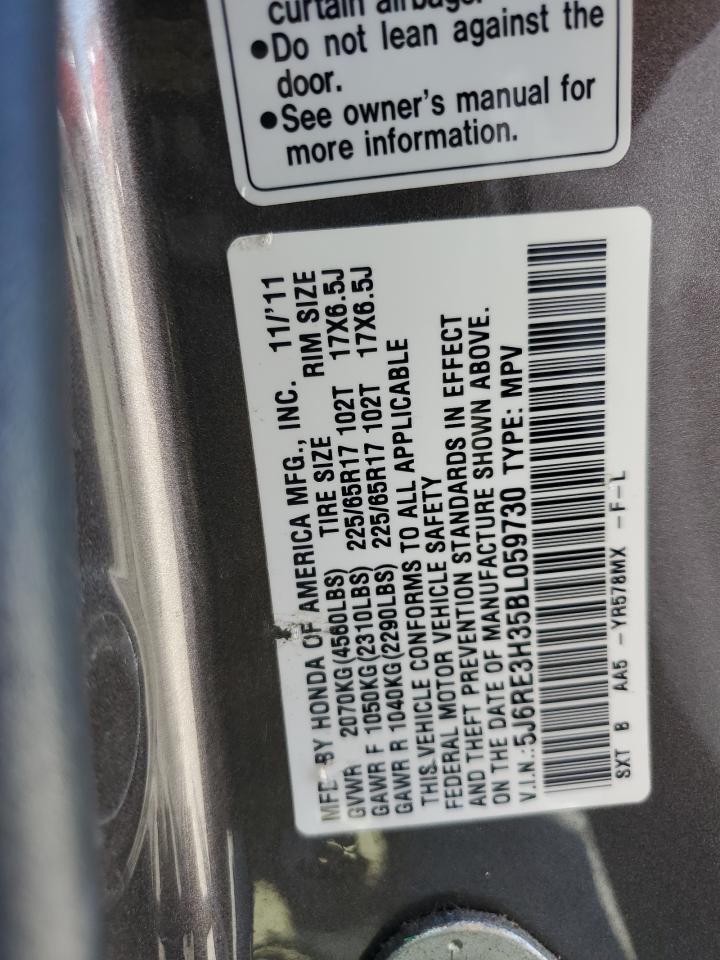 curtain airbag.
●Do not lean against the
door.
●See owner's manual for
more information.
MFD BY HONDA OF AMERICA MFG., INC. 11/'11
GVWR 2070KG(4560LBS) TIRE SIZE RIM SIZE
GAWR F 1050KG(2310LBS) 225/65R17 102T 17X6.5J
GAWR R 1040KG(2290LBS) 225/65R17 102T 17X6.5J
THIS VEHICLE CONFORMS TO ALL APPLICABLE
FEDERAL MOTOR VEHICLE SAFETY
AND THEFT PREVENTION STANDARDS IN EFFECT
ON THE DATE OF MANUFACTURE SHOWN ABOVE.
V.I.N.:5J6RE3H35BL059730 TYPE: MPV
SXT B AA5 -YR578MX -F-L